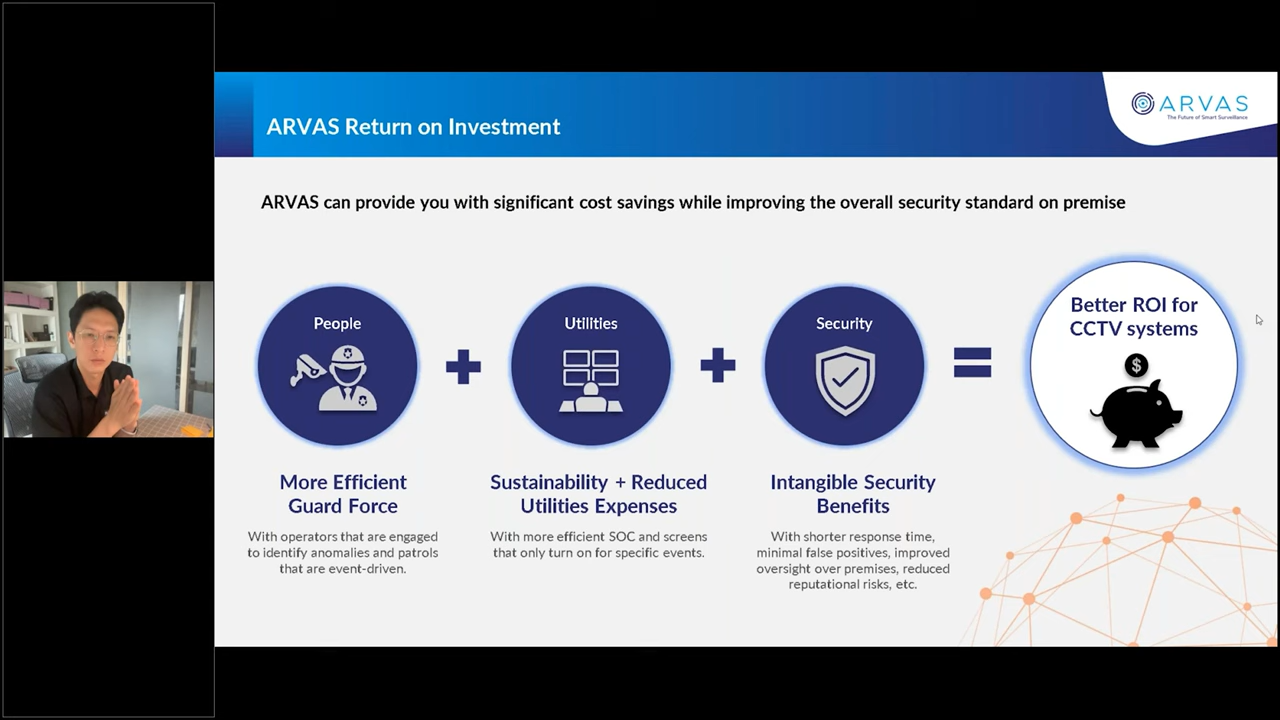 ARVAS Return on Investment
ARVAS
The Future of Smart Surveillance
ARVAS can provide you with significant cost savings while improving the overall security standard on premise
People
Utilities
Security
Better ROI for
CCTV systems
$
More Efficient
Guard Force
With operators that are engaged
to identify anomalies and patrols
that are event-driven.
Sustainability + Reduced
Utilities Expenses
With more efficient SOC and screens
that only turn on for specific events.
Intangible Security
Benefits
With shorter response time,
minimal false positives, improved
oversight over premises, reduced
reputational risks, etc.